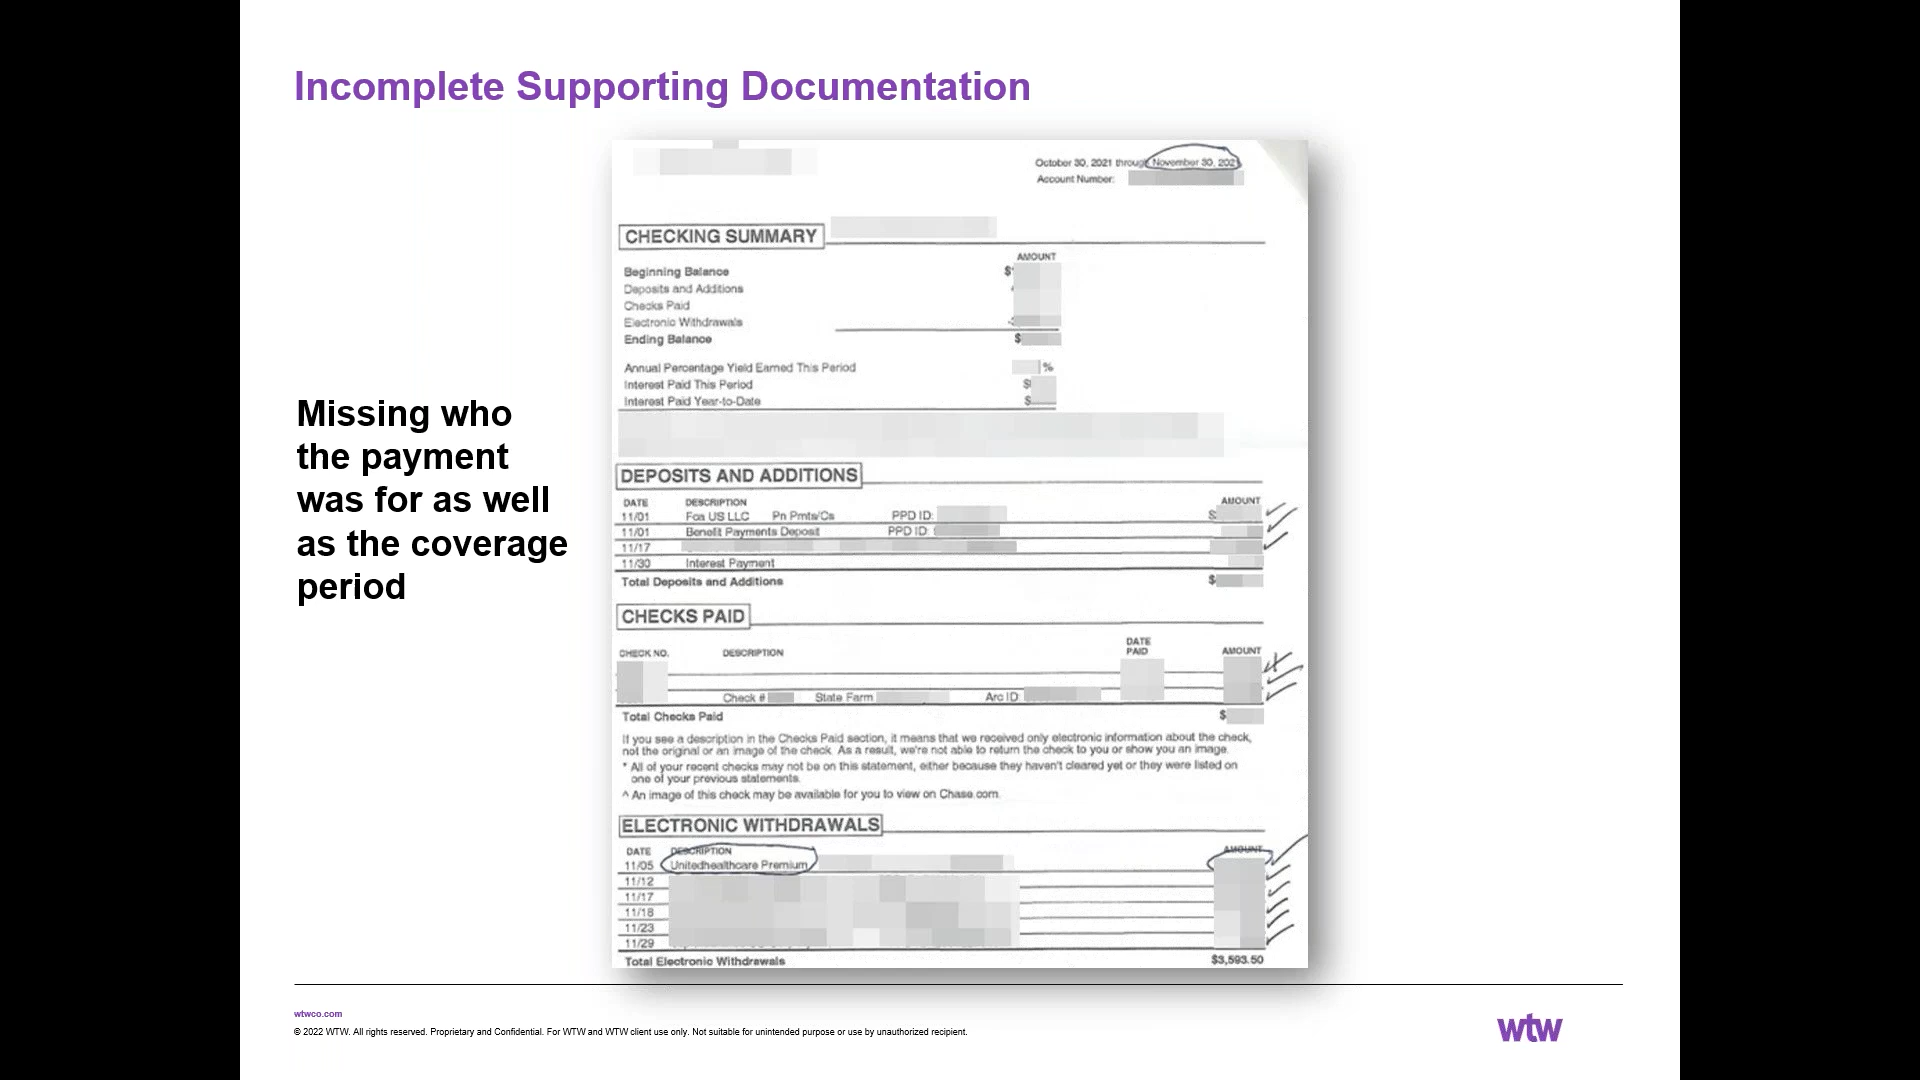 Incomplete Supporting Documentation
October 30, 2021 through November 30, 2021
Account Number:
CHECKING SUMMARY
AMOUNT
Beginning Balance $
Deposits and Additions
Checks Paid
Electronic Withdrawals
Ending Balance $
Annual Percentage Yield Earned This Period %
Interest Paid This Period $
Interest Paid Year-to-Date $
Missing who
the payment
was for as well
as the coverage
period
DEPOSITS AND ADDITIONS
DATE DESCRIPTION AMOUNT
11/01 Fca US LLC Pn Pmts/Cs PPD ID: $
11/01 Benefit Payments Deposit PPD ID:
11/17
11/30 Interest Payment
Total Deposits and Additions $
CHECKS PAID
CHECK NO. DESCRIPTION DATE PAID AMOUNT
Check # State Farm Arc ID:
Total Checks Paid $
If you see a description in the Checks Paid section, it means that we received only electronic information about the check,
not the original or an image of the check. As a result, we're not able to return the check to you or show you an image.
* All of your recent checks may not be on this statement, either because they haven't cleared yet or they were listed on
one of your previous statements.
^ An image of this check may be available for you to view on Chase.com.
ELECTRONIC WITHDRAWALS
DATE DESCRIPTION AMOUNT
11/05 Unitedhealthcare Premium
11/12
11/17
11/18
11/23
11/29
Total Electronic Withdrawals $3,593.50
wtwco.com
© 2022 WTW. All rights reserved. Proprietary and Confidential. For WTW and WTW client use only. Not suitable for unintended purpose or use by unauthorized recipient.
wtw